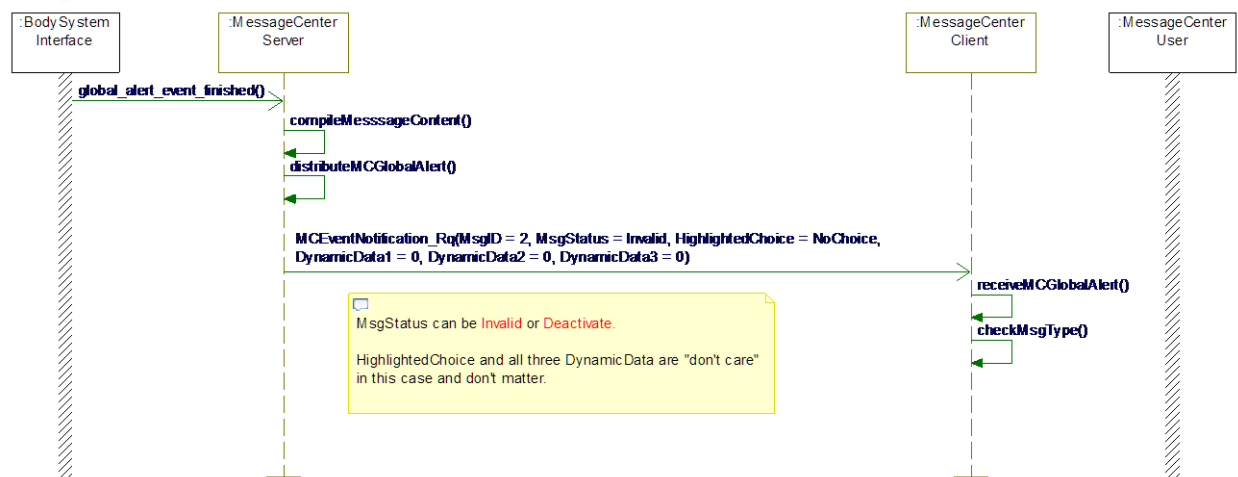 :BodySystem
Interface
:MessageCenter
Server
:MessageCenter
Client
:MessageCenter
User
global_alert_event_finished()
compileMesssageContent()
distributeMCGlobalAlert()
MCEventNotification_Rq(MsgID = 2, MsgStatus = Invalid, HighlightedChoice = NoChoice,
DynamicData1 = 0, DynamicData2 = 0, DynamicData3 = 0)
receiveMCGlobalAlert()
checkMsgType()
MsgStatus can be Invalid or Deactivate.
HighlightedChoice and all three DynamicData are "don't care"
in this case and don't matter.